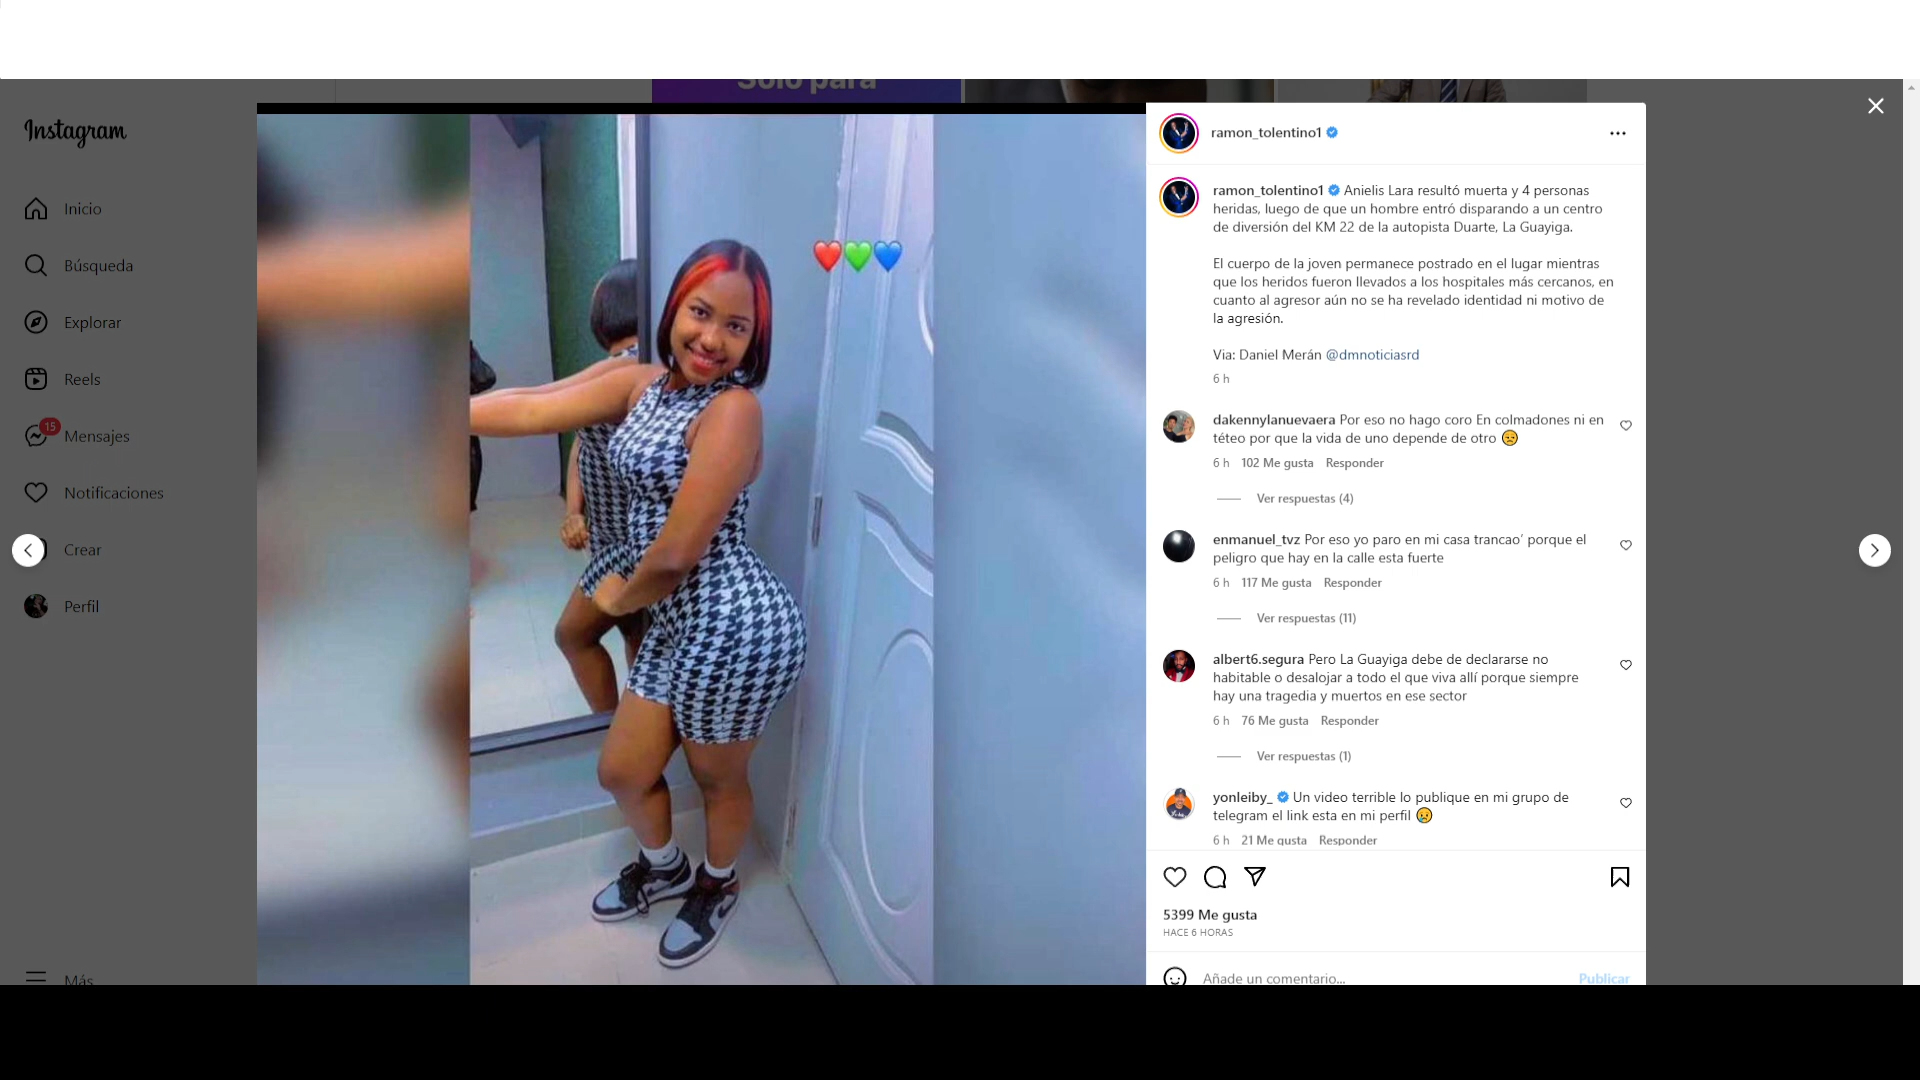 Solo para
Instagram
Inicio
Búsqueda
Explorar
Reels
15
Mensajes
Notificaciones
Crear
Perfil
Más
ramon_tolentino1
ramon_tolentino1 Anielis Lara resultó muerta y 4 personas
heridas, luego de que un hombre entró disparando a un centro
de diversión del KM 22 de la autopista Duarte, La Guayiga.
El cuerpo de la joven permanece postrado en el lugar mientras
que los heridos fueron llevados a los hospitales más cercanos, en
cuanto al agresor aún no se ha revelado identidad ni motivo de
la agresión.
Via: Daniel Merán @dmnoticiasrd
6 h
dakennylanuevaera Por eso no hago coro En colmadones ni en
téteo por que la vida de uno depende de otro 😥
6 h 102 Me gusta Responder
Ver respuestas (4)
enmanuel_tvz Por eso yo paro en mi casa trancao’ porque el
peligro que hay en la calle esta fuerte
6 h 117 Me gusta Responder
Ver respuestas (11)
albert6.segura Pero La Guayiga debe de declararse no
habitable o desalojar a todo el que viva allí porque siempre
hay una tragedia y muertos en ese sector
6 h 76 Me gusta Responder
Ver respuestas (1)
yonleiby_ Un video terrible lo publique en mi grupo de
telegram el link esta en mi perfil 😢
6 h 21 Me gusta Responder
5399 Me gusta
HACE 6 HORAS
Añade un comentario...
Publicar